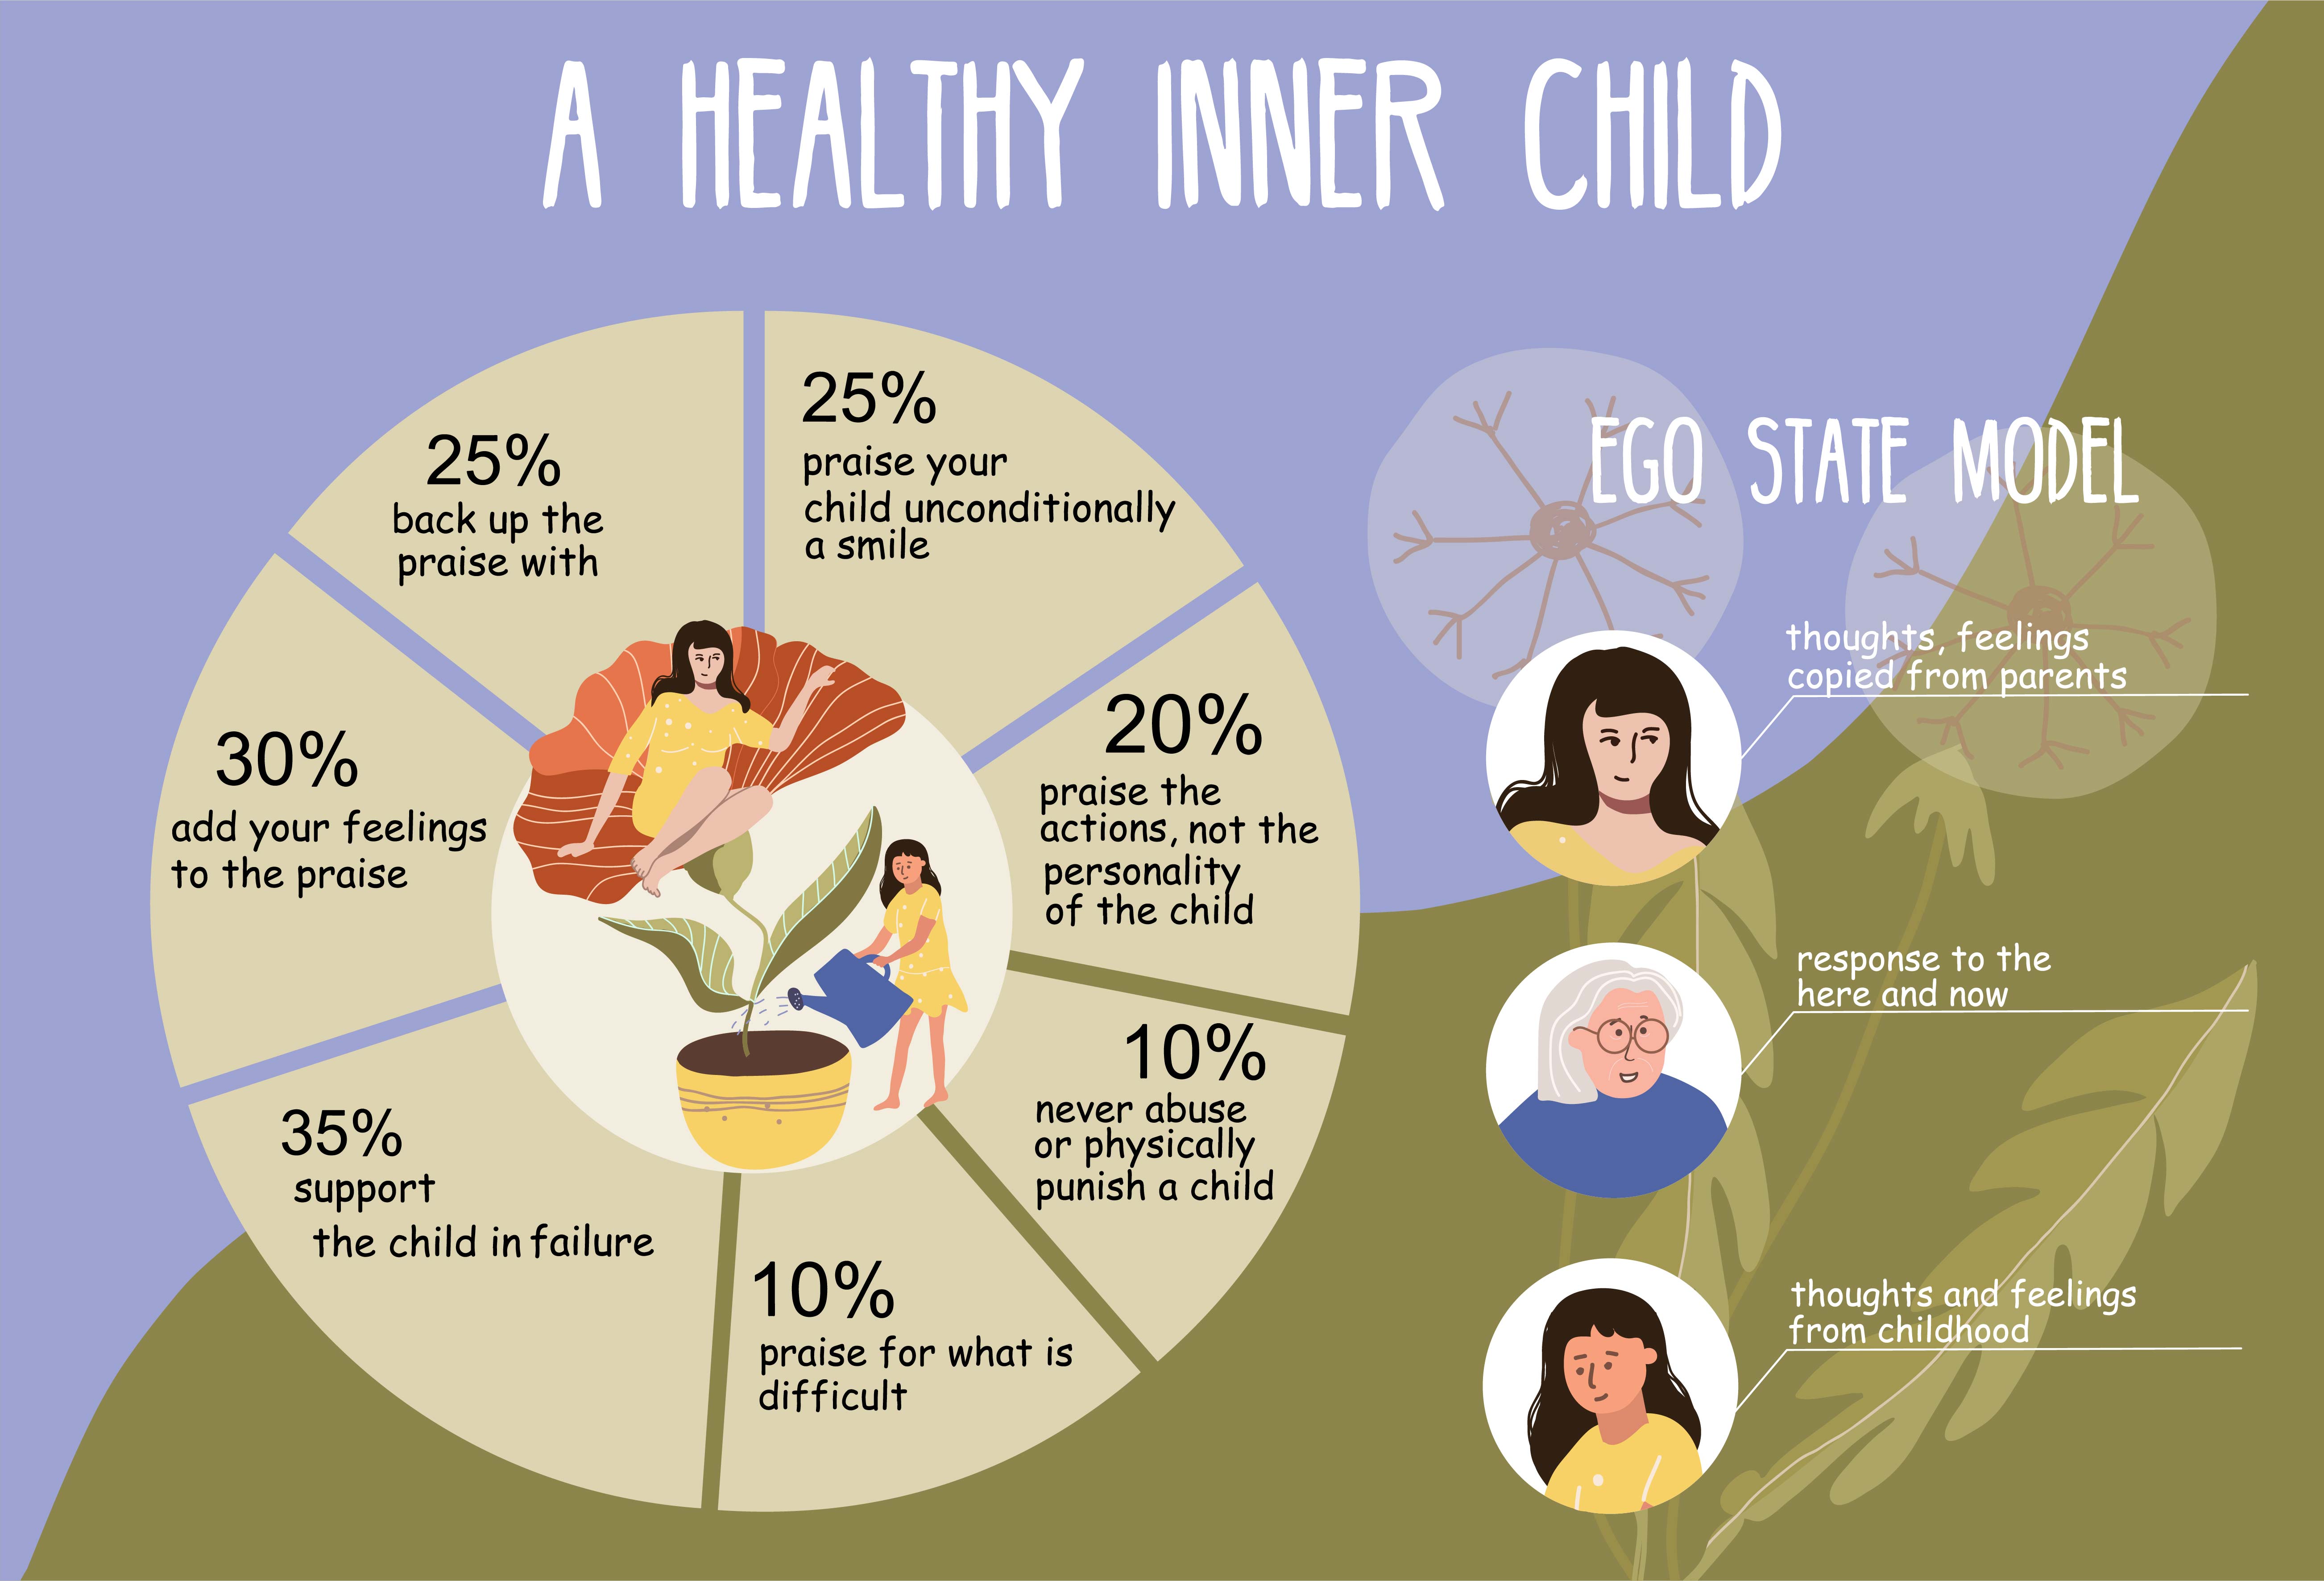 A HEALTHY INNER CHILD
25%
praise your
child unconditionally
a smile
20%
praise the
actions, not the
personality
of the child
10%
never abuse
or physically
punish a child
10%
praise for what is
difficult
35%
support
the child in failure
30%
add your feelings
to the praise
25%
back up the
praise with
EGO STATE MODEL
thoughts, feelings
copied from parents
response to the
here and now
thoughts and feelings
from childhood